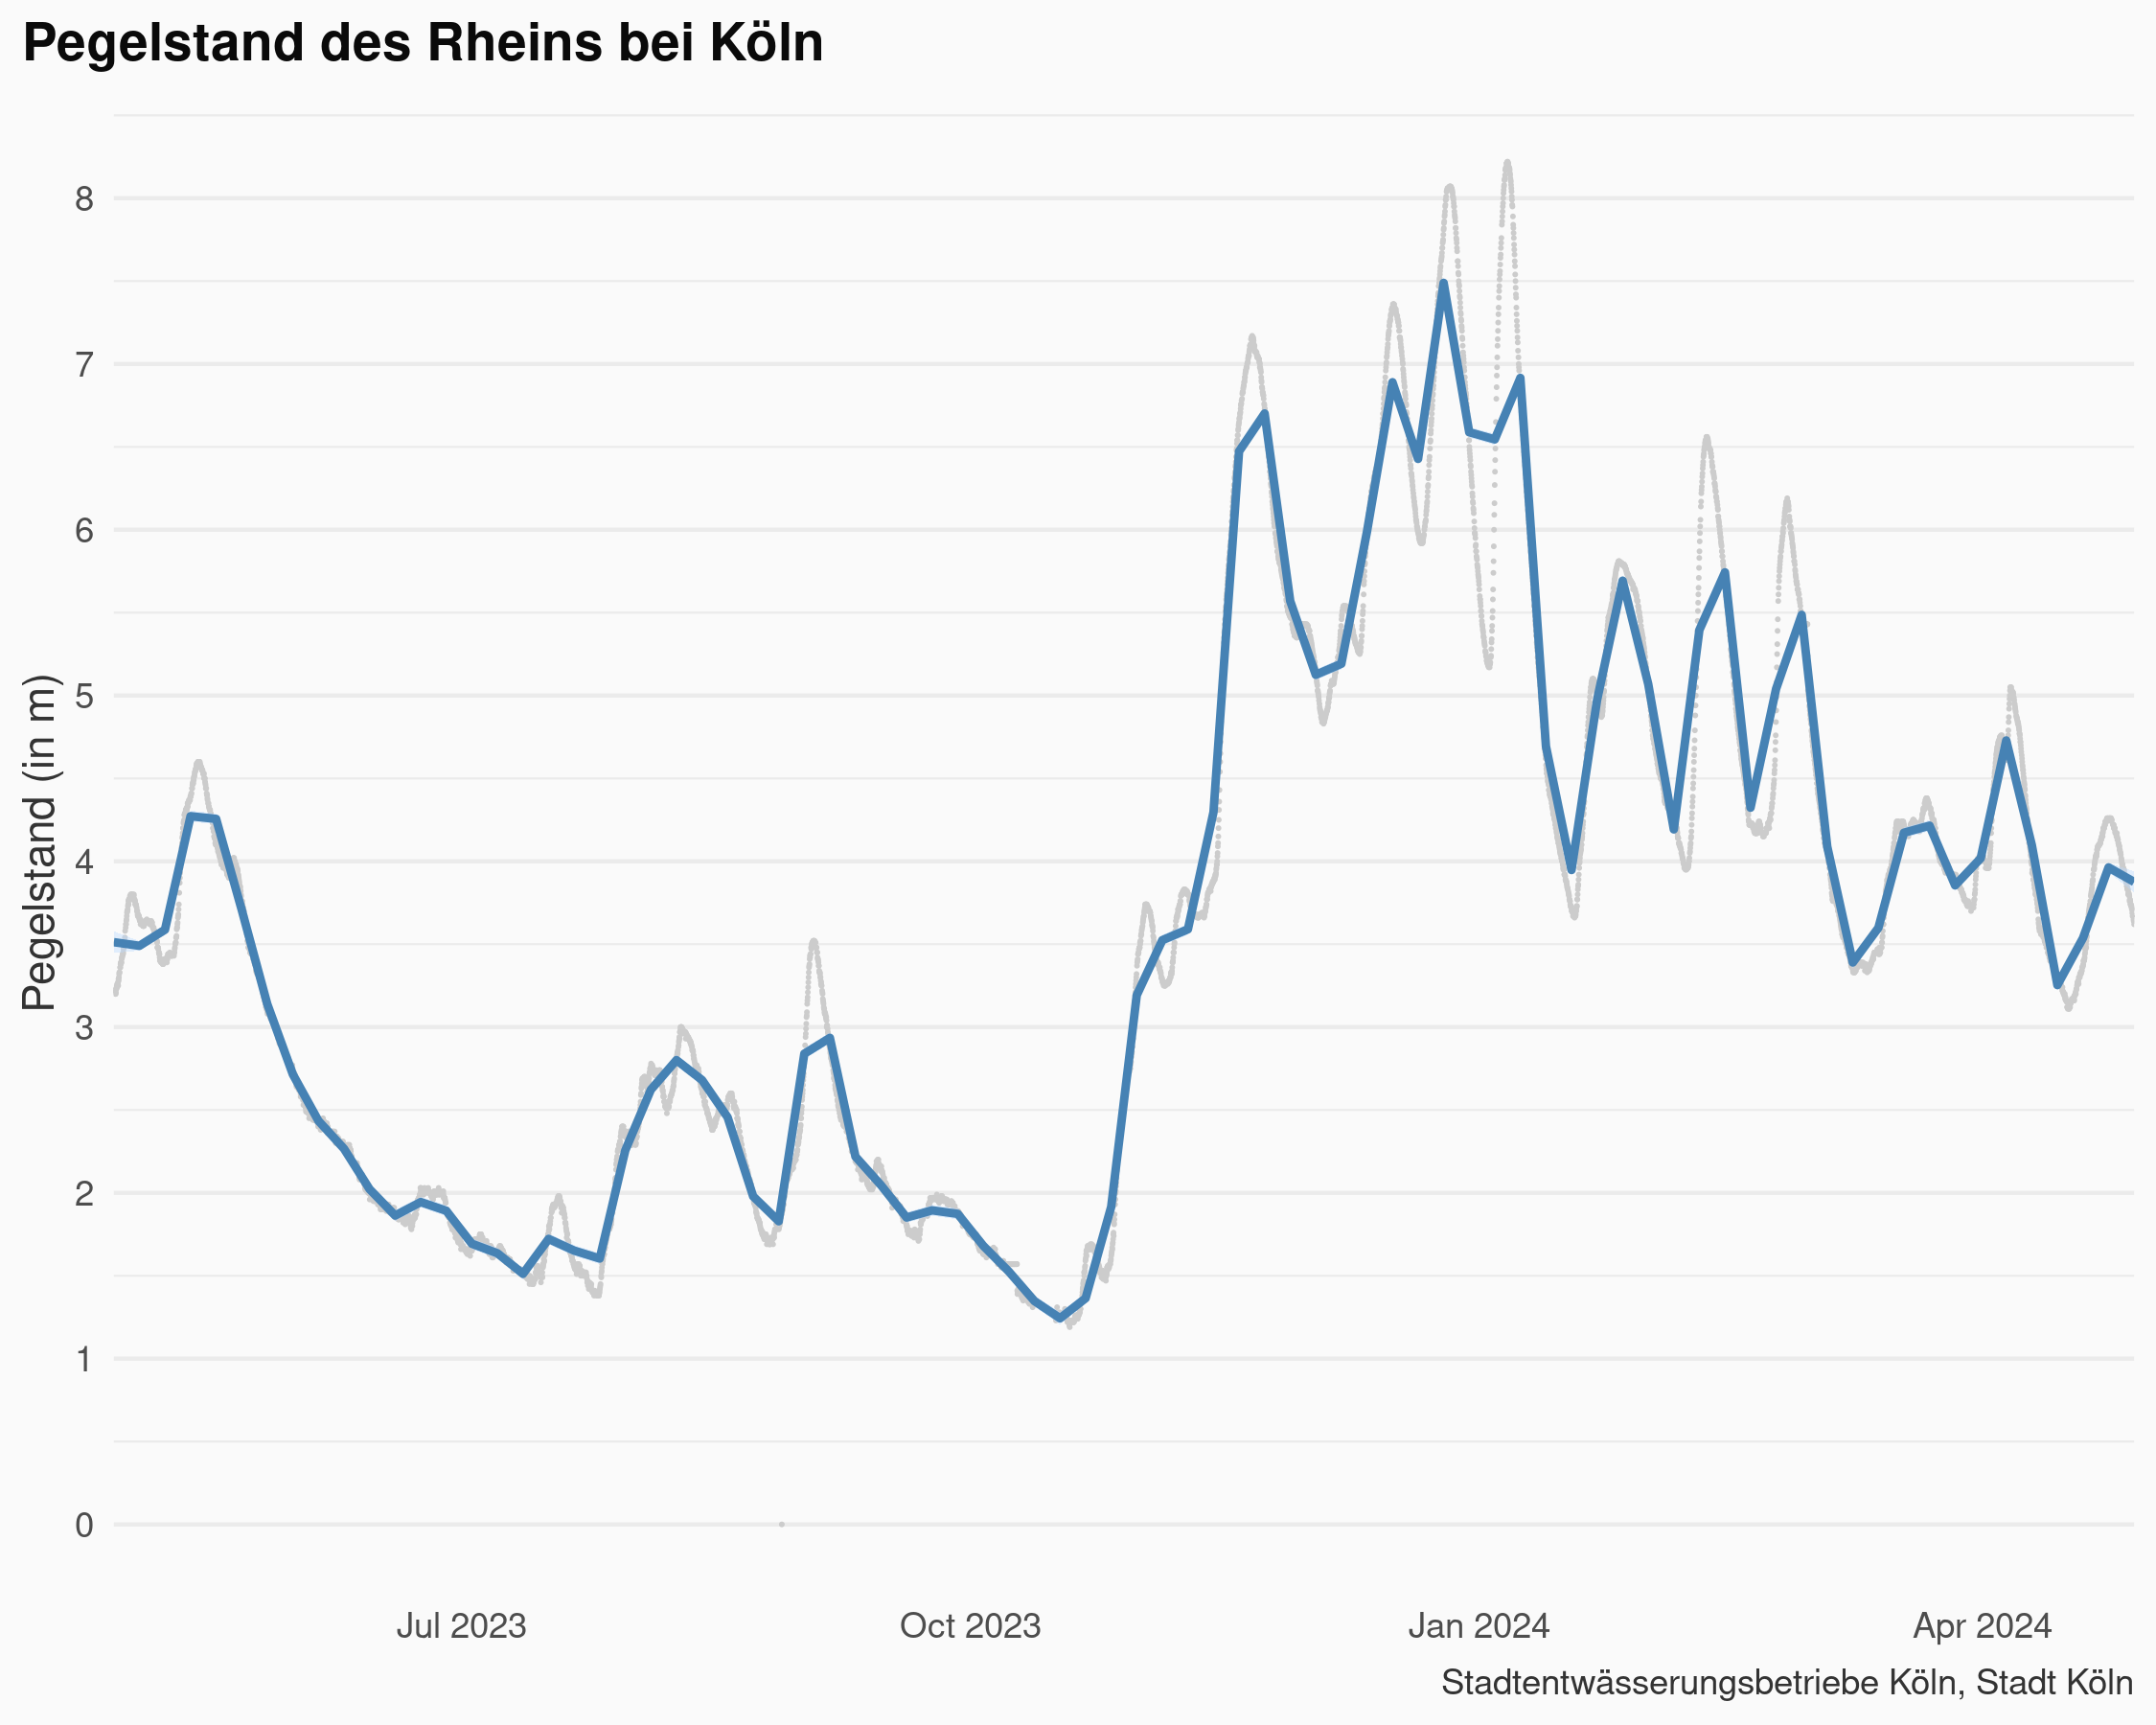 Pegelstand des Rheins bei Köln
Pegelstand (in m)
8
7
6
5
4
3
2
1
0
Jul 2023
Oct 2023
Jan 2024
Apr 2024
Stadtentwässerungsbetriebe Köln, Stadt Köln